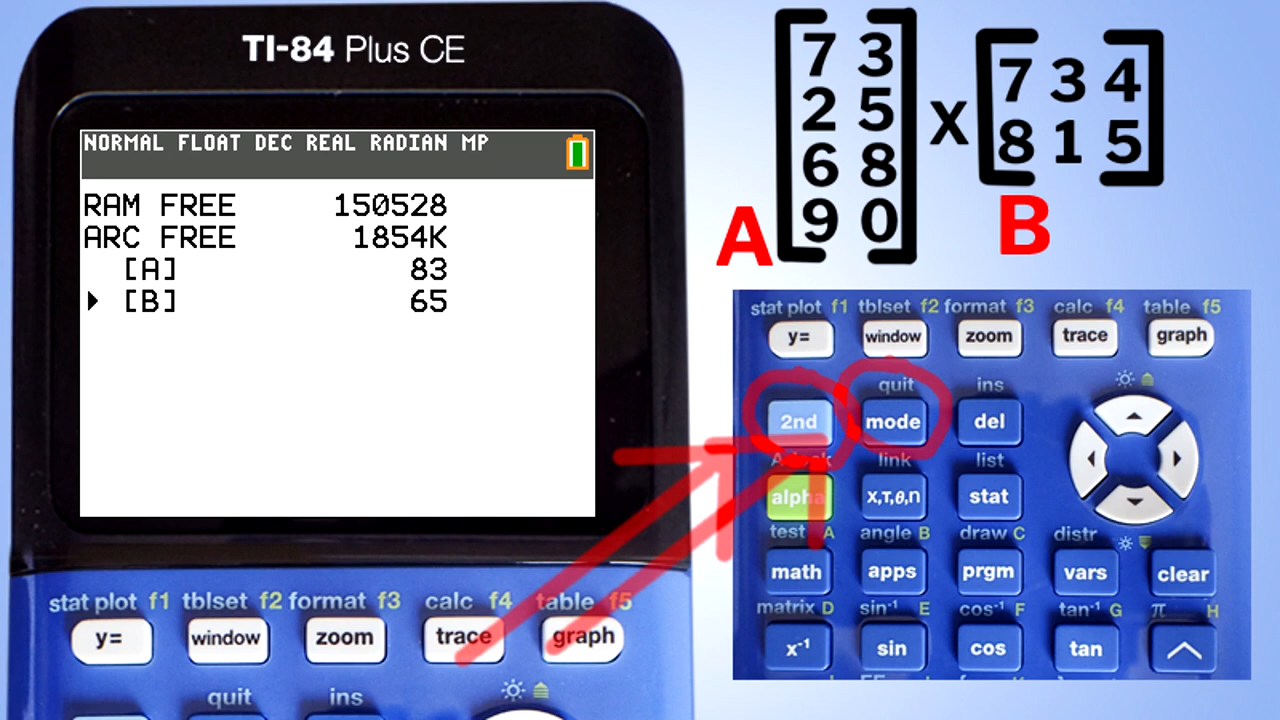 TI-84 Plus CE
NORMAL FLOAT DEC REAL RADIAN MP
RAM FREE 150528
ARC FREE 1854K
[A] 83
[B] 65
stat plot f1 tblset f2 format f3 calc f4 table f5
y= window zoom trace graph
quit ins
7 3
2 5
6 8
9 0
A
x
7 3 4
8 1 5
B
stat plot f1 tblset f2 format f3 calc f4 table f5
y= window zoom trace graph
quit ins
2nd mode del
A-lock link list
alpha X,T,θ,n stat
test A angle B draw C distr
math apps prgm vars clear
matrix D sin⁻¹ E cos⁻¹ F tan⁻¹ G π H
x⁻¹ sin cos tan